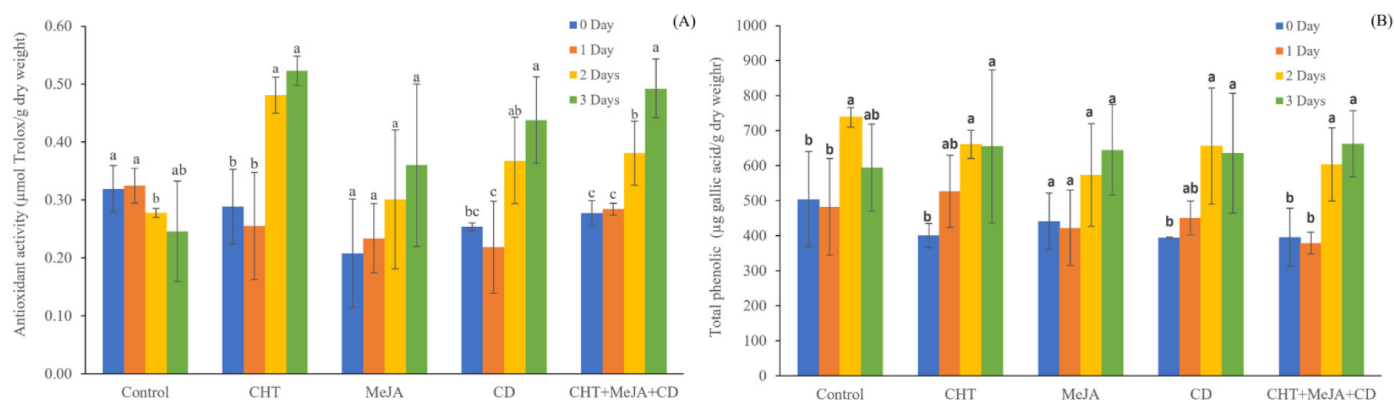 (A)
Antioxidant activity (µmol Trolox/g dry weight)
0.60
0.50
0.40
0.30
0.20
0.10
0.00
0 Day
1 Day
2 Days
3 Days
a a b ab
b b a a
a a a a
bc c ab a
c c b a
Control CHT MeJA CD CHT+MeJA+CD
(B)
Total phenolic (µg gallic acid/g dry weighr)
1000
900
800
700
600
500
400
300
200
100
0
0 Day
1 Day
2 Days
3 Days
b b a ab
b ab a a
a a a a
b ab a a
b b a a
Control CHT MeJA CD CHT+MeJA+CD